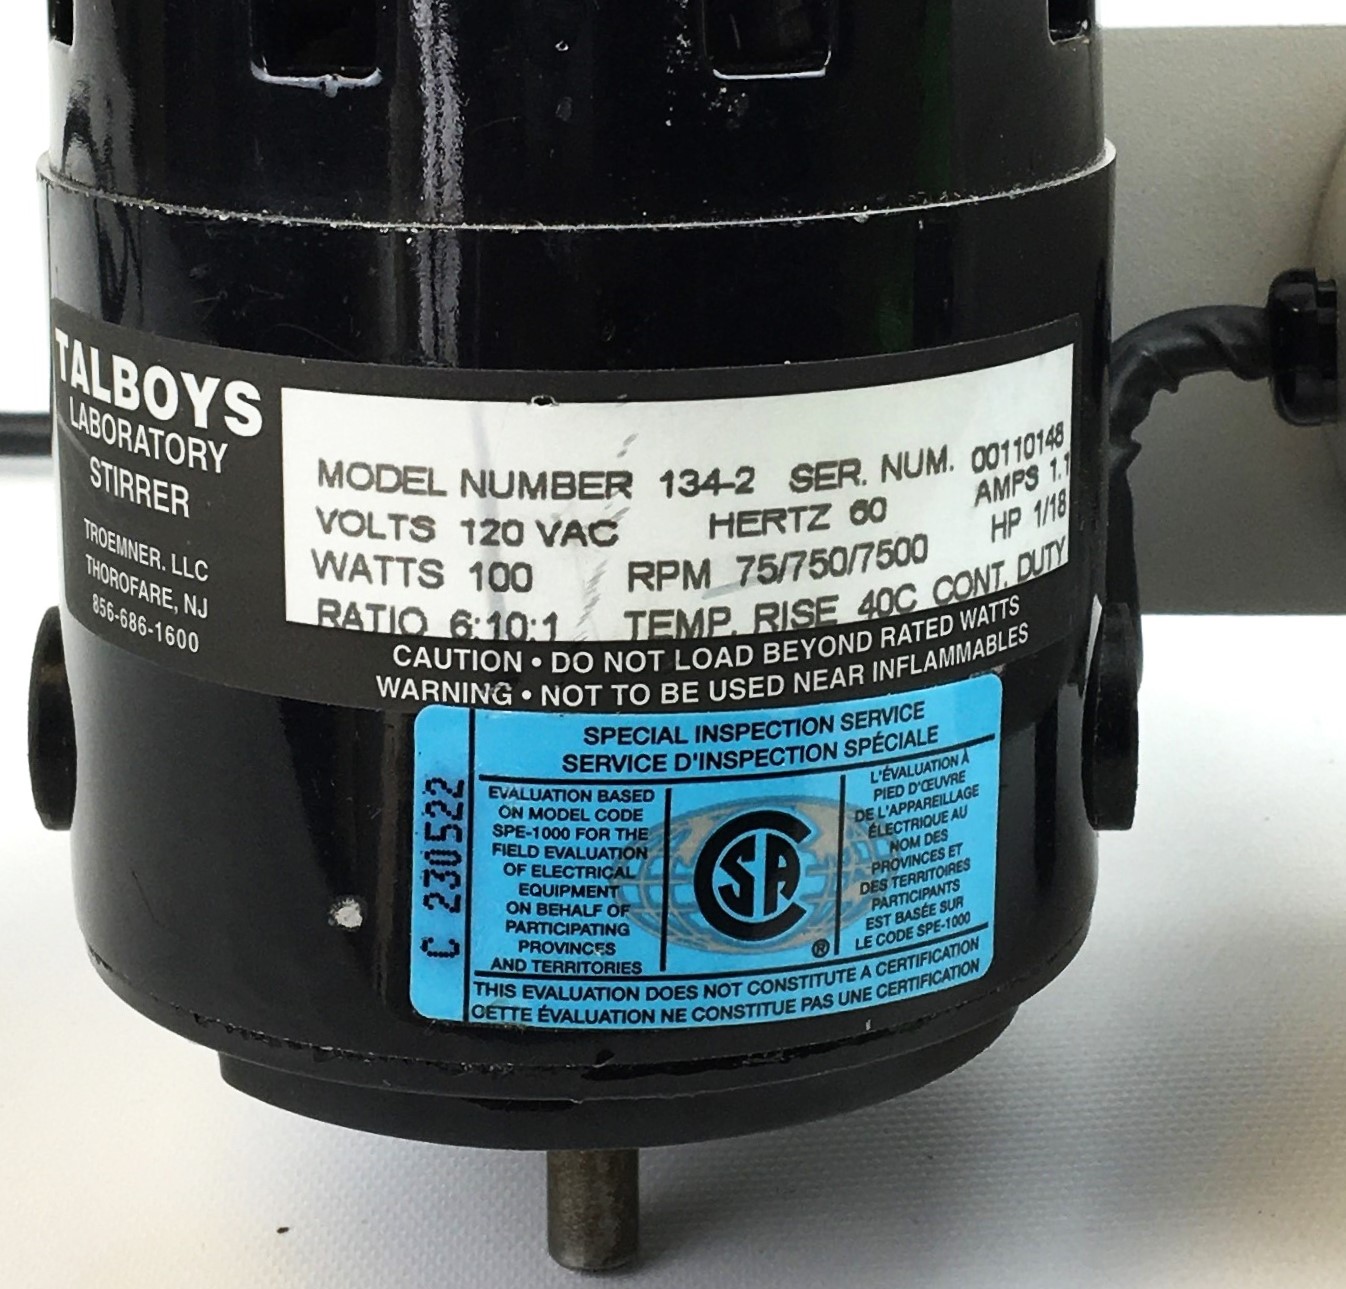 TALBOYS
LABORATORY
STIRRER
TROEMNER. LLC
THOROFARE, NJ
856-686-1600
MODEL NUMBER 134-2 SER. NUM. 00110148
VOLTS 120 VAC HERTZ 60 AMPS 1.1
WATTS 100 RPM 75/750/7500 HP 1/18
RATIO 6:10:1 TEMP. RISE 40C CONT. DUTY
CAUTION • DO NOT LOAD BEYOND RATED WATTS
WARNING • NOT TO BE USED NEAR INFLAMMABLES
C 230522
SPECIAL INSPECTION SERVICE
SERVICE D'INSPECTION SPÉCIALE
EVALUATION BASED
ON MODEL CODE
SPE-1000 FOR THE
FIELD EVALUATION
OF ELECTRICAL
EQUIPMENT
ON BEHALF OF
PARTICIPATING
PROVINCES
AND TERRITORIES
CSA
®
L'ÉVALUATION À
PIED D'ŒUVRE
DE L'APPAREILLAGE
ÉLECTRIQUE AU
NOM DES
PROVINCES ET
DES TERRITOIRES
PARTICIPANTS
EST BASÉE SUR
LE CODE SPE-1000
THIS EVALUATION DOES NOT CONSTITUTE A CERTIFICATION
CETTE ÉVALUATION NE CONSTITUE PAS UNE CERTIFICATION